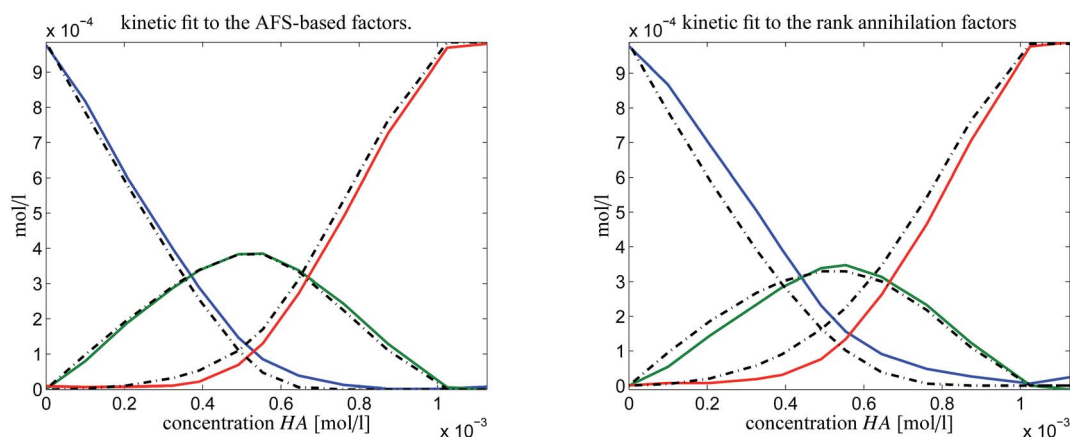 kinetic fit to the AFS-based factors.
x 10⁻⁴
9
8
7
6
5
4
3
2
1
0
mol/l
0 0.2 0.4 0.6 0.8 1
concentration HA [mol/l]
x 10⁻³
kinetic fit to the rank annihilation factors
x 10⁻⁴
9
8
7
6
5
4
3
2
1
0
mol/l
0 0.2 0.4 0.6 0.8 1
concentration HA [mol/l]
x 10⁻³